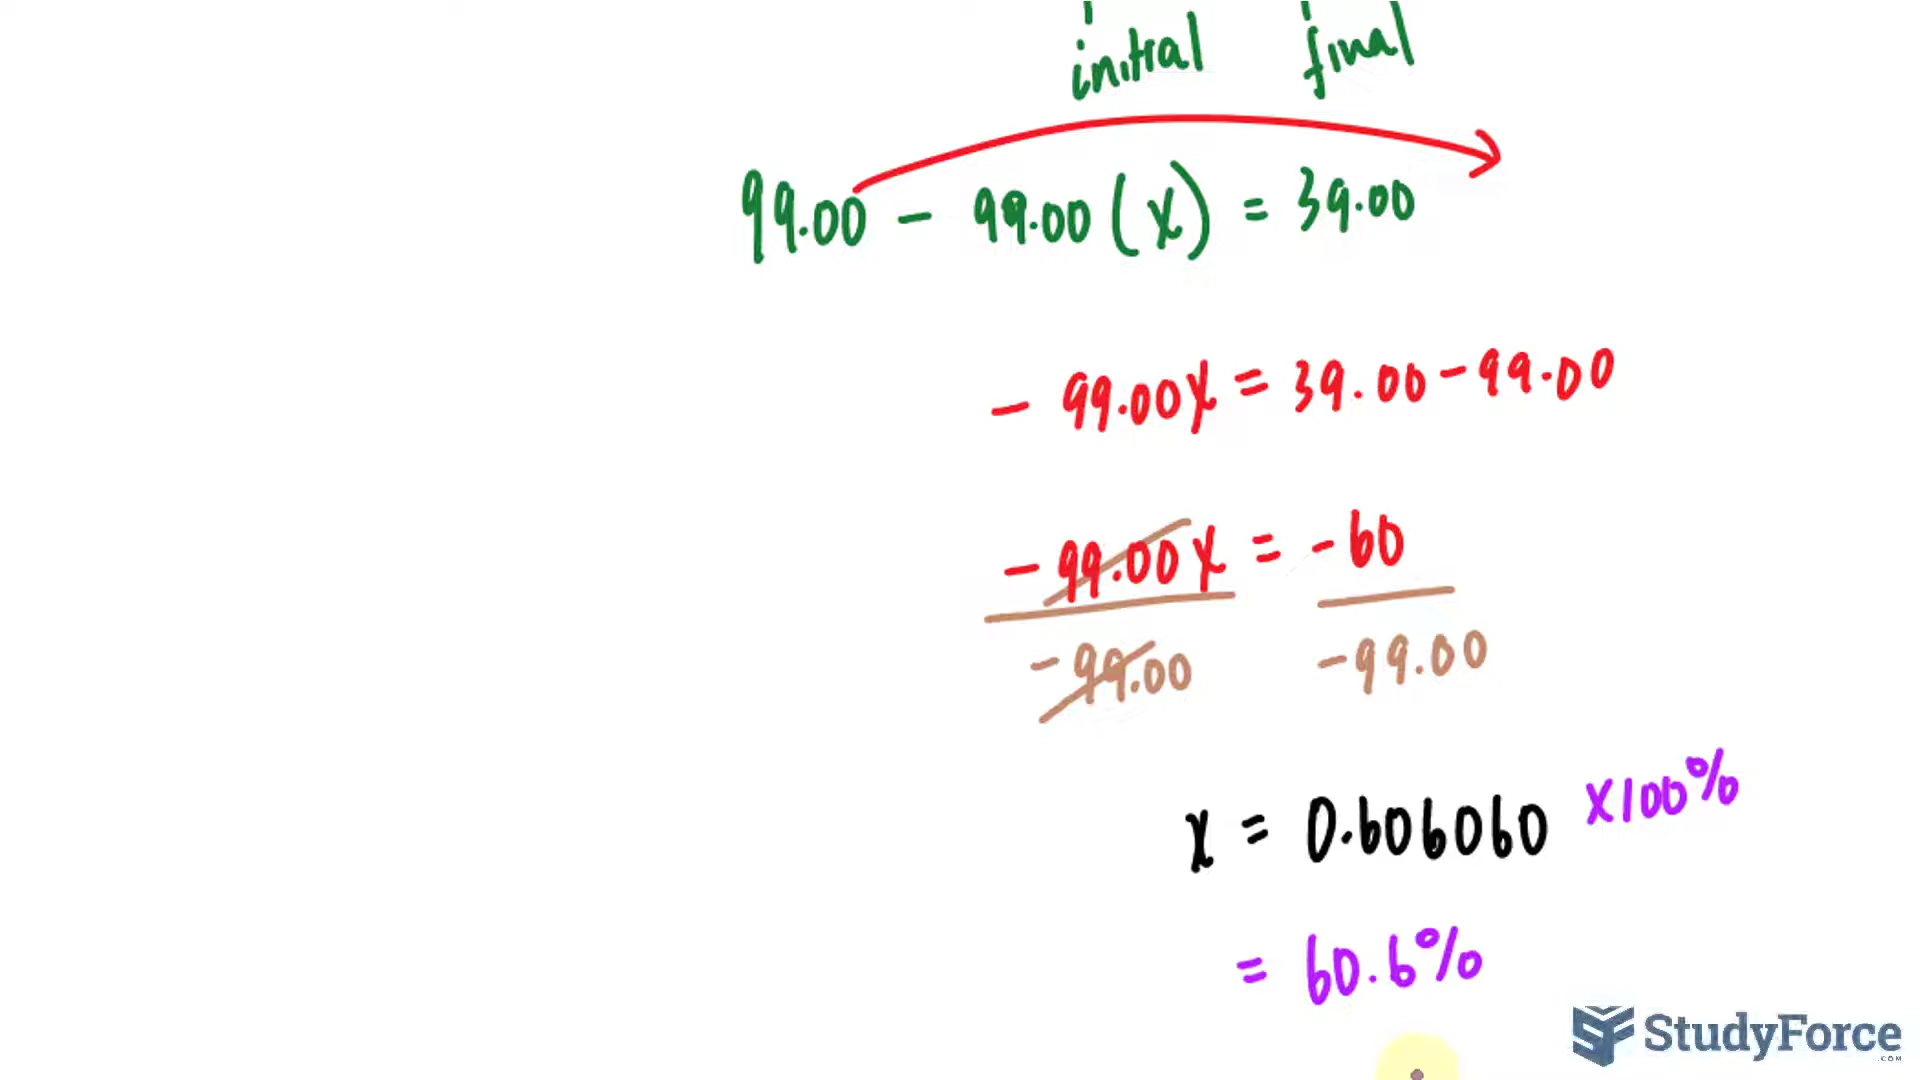 initial final
99.00 - 99.00 (x) = 39.00
- 99.00x = 39.00 - 99.00
- 99.00x = -60
-99.00 -99.00
x = 0.606060 x100%
= 60.6%
StudyForce
.COM